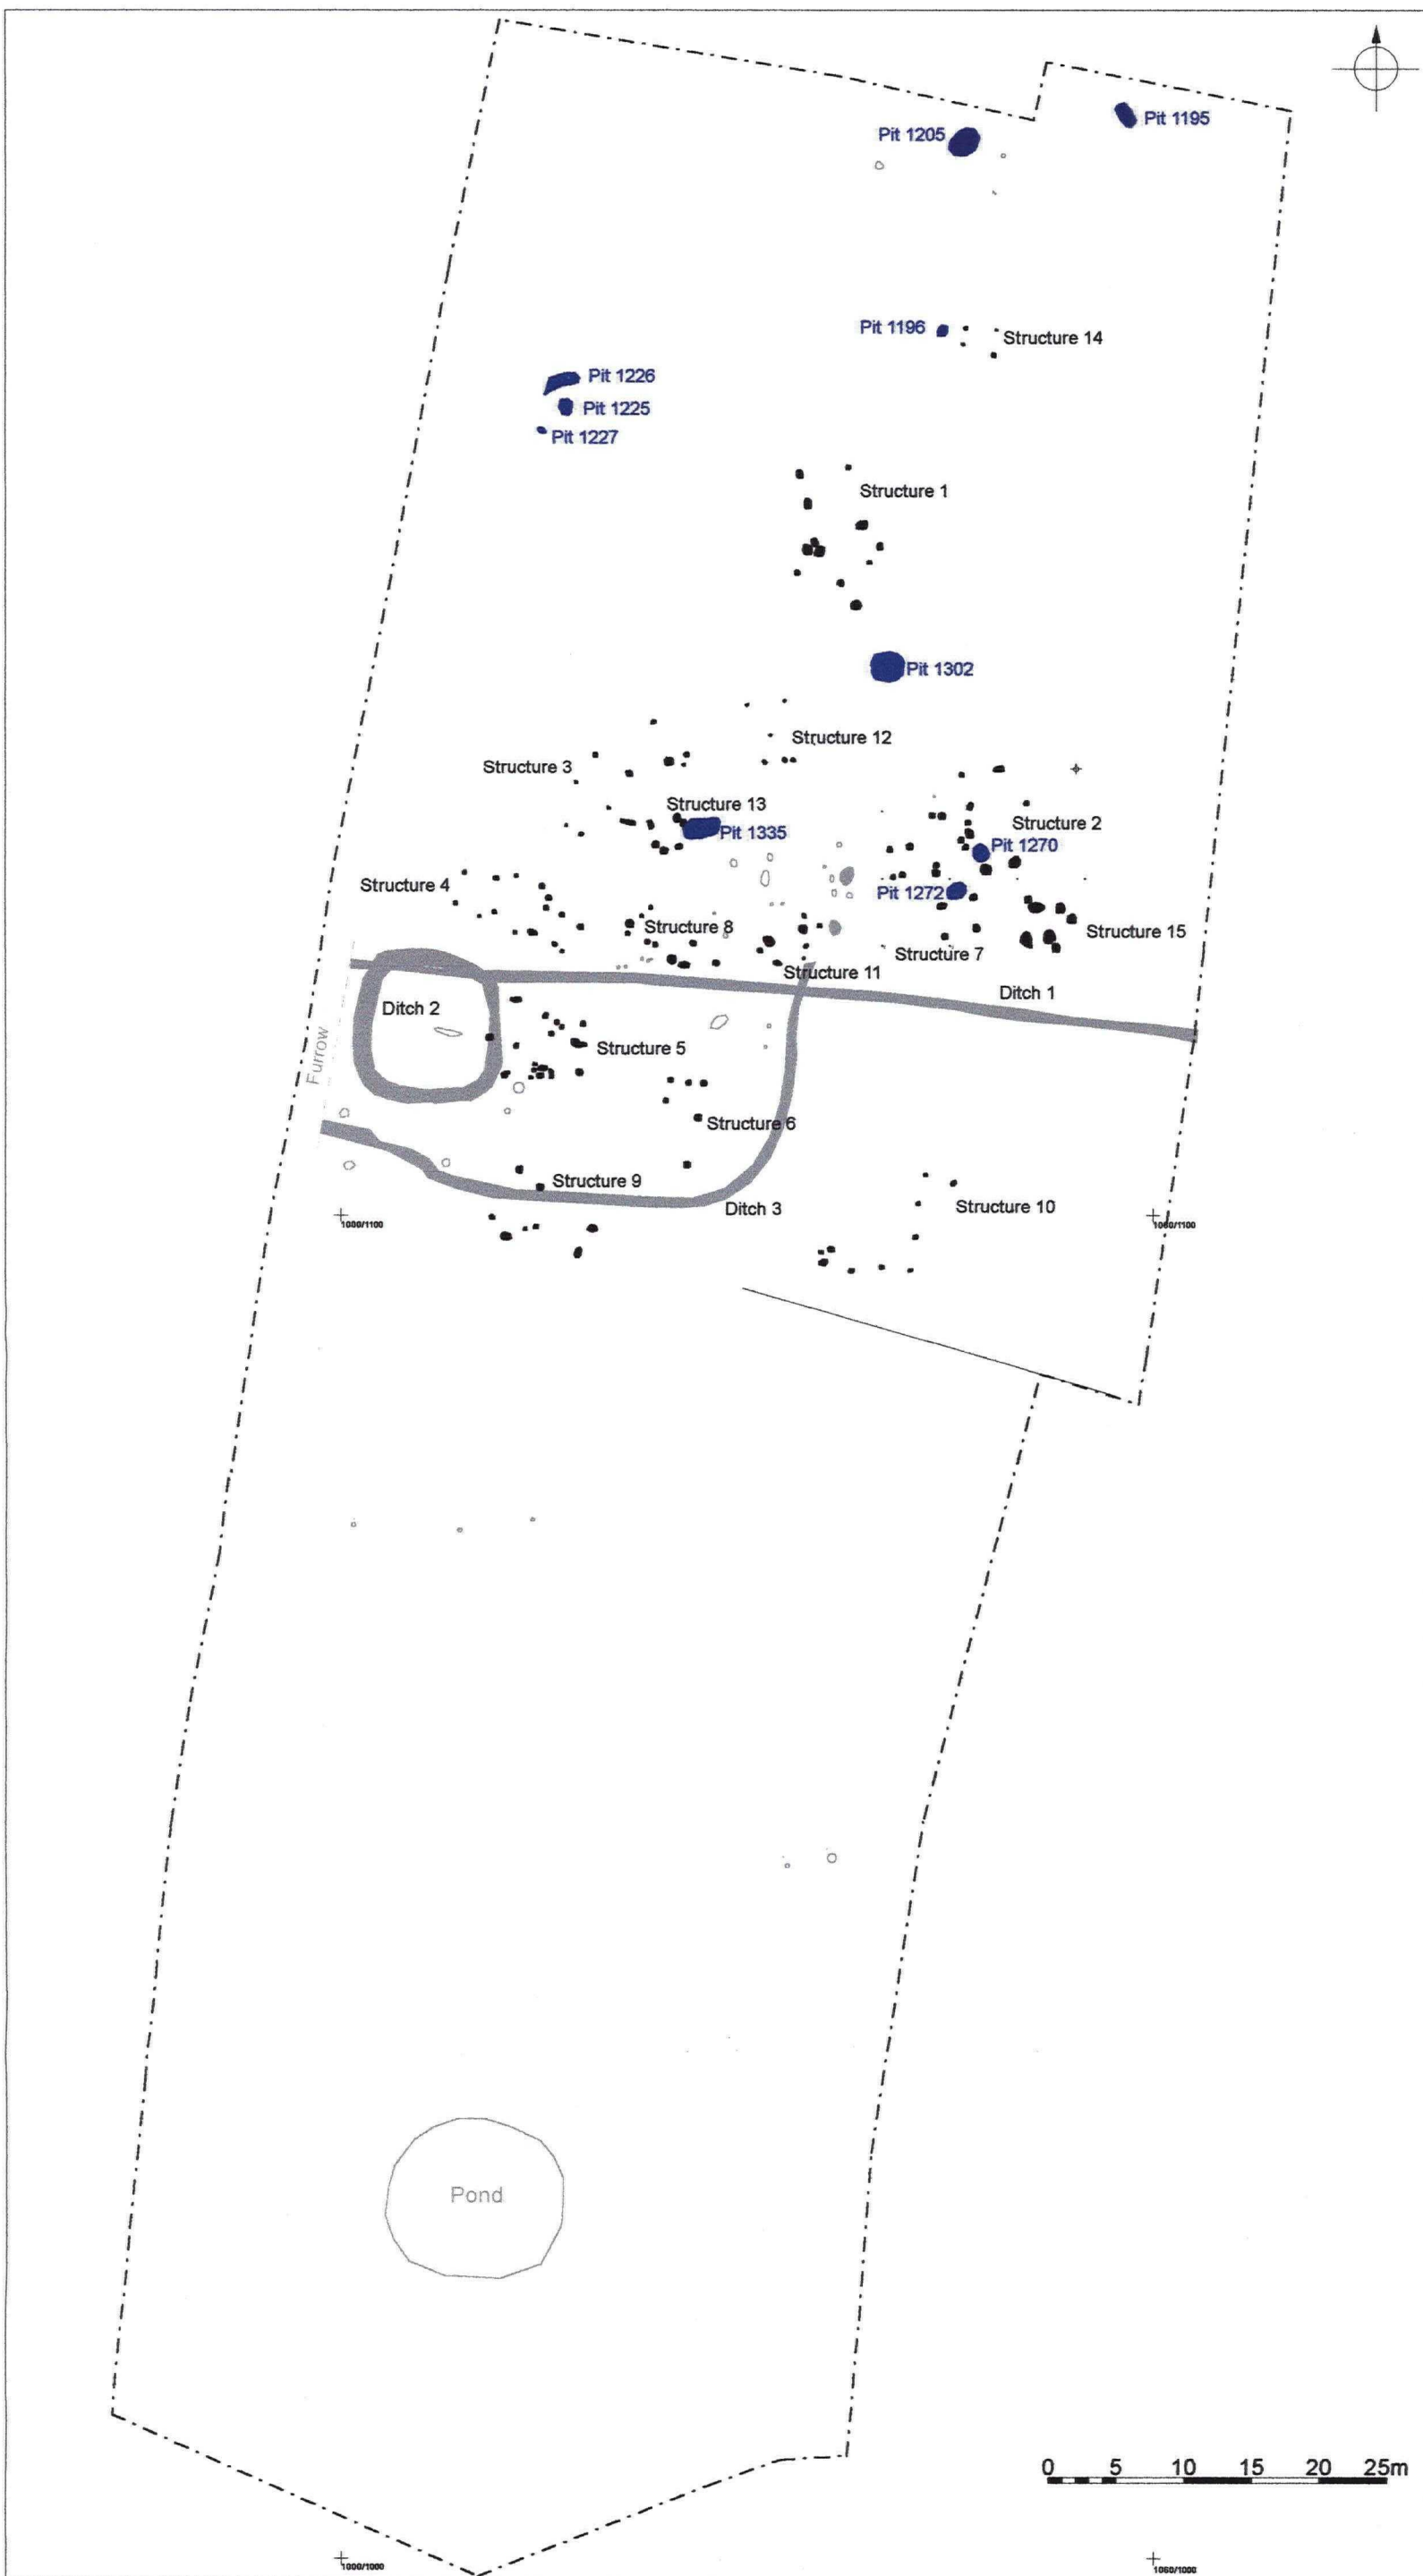 Pit 1195
Pit 1205
Pit 1196
Structure 14
Pit 1226
Pit 1225
Pit 1227
Structure 1
Pit 1302
Structure 12
Structure 3
Structure 13
Pit 1335
Structure 2
Pit 1270
Structure 4
Pit 1272
Structure 8
Structure 15
Structure 7
Structure 11
Ditch 1
Ditch 2
Furrow
Structure 5
Structure 6
Structure 9
Ditch 3
Structure 10
1000/1100
1060/1100
Pond
0 5 10 15 20 25m
1000/1000
1060/1000